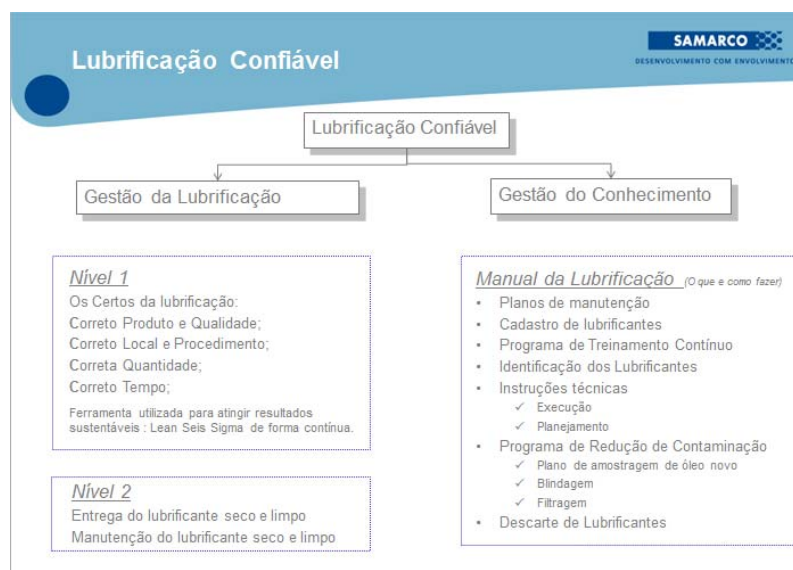 Lubrificação Confiável
SAMARCO
DESENVOLVIMENTO COM ENVOLVIMENTO
Lubrificação Confiável
Gestão da Lubrificação
Gestão do Conhecimento
Nível 1
Os Certos da lubrificação:
Correto Produto e Qualidade;
Correto Local e Procedimento;
Correta Quantidade;
Correto Tempo;
Ferramenta utilizada para atingir resultados
sustentáveis : Lean Seis Sigma de forma contínua.
Nível 2
Entrega do lubrificante seco e limpo
Manutenção do lubrificante seco e limpo
Manual da Lubrificação (O que e como fazer)
• Planos de manutenção
• Cadastro de lubrificantes
• Programa de Treinamento Contínuo
• Identificação dos Lubrificantes
• Instruções técnicas
✓ Execução
✓ Planejamento
• Programa de Redução de Contaminação
✓ Plano de amostragem de óleo novo
✓ Blindagem
✓ Filtragem
• Descarte de Lubrificantes